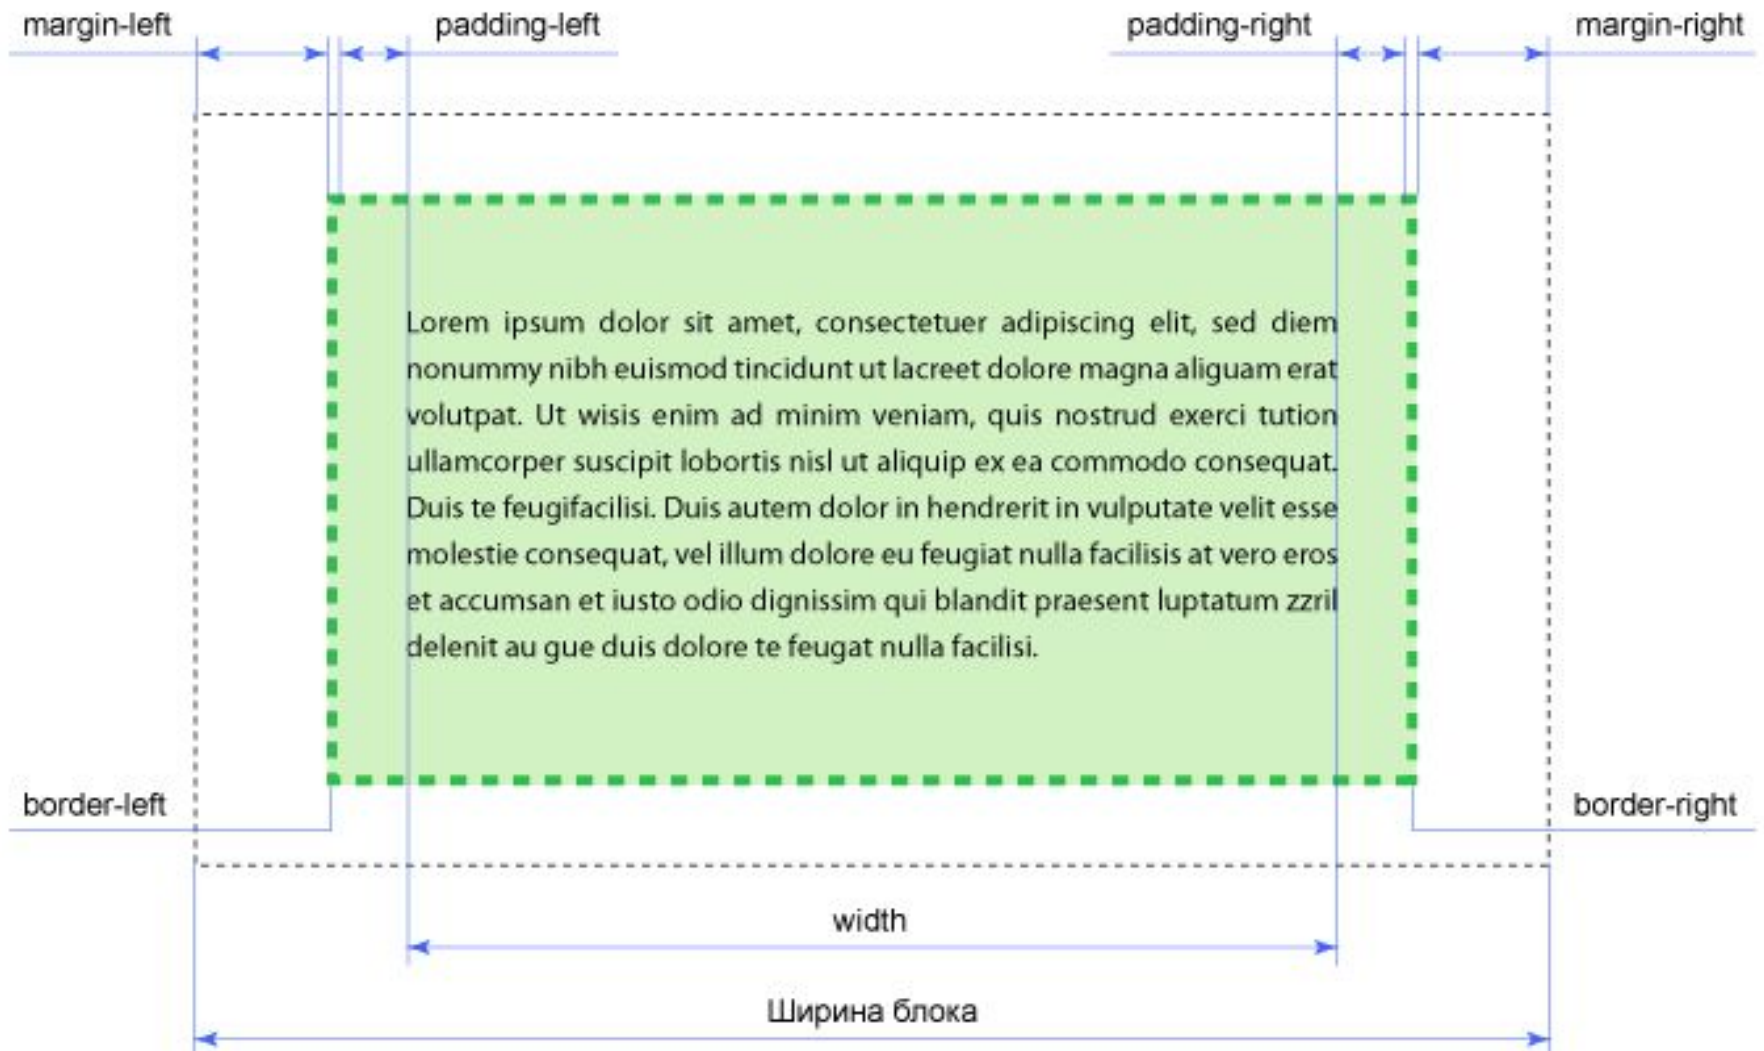 margin-left
padding-left
padding-right
margin-right
Lorem ipsum dolor sit amet, consectetuer adipiscing elit, sed diem
nonummy nibh euismod tincidunt ut lacreet dolore magna aliguam erat
volutpat. Ut wisis enim ad minim veniam, quis nostrud exerci tution
ullamcorper suscipit lobortis nisl ut aliquip ex ea commodo consequat.
Duis te feugifacilisi. Duis autem dolor in hendrerit in vulputate velit esse
molestie consequat, vel illum dolore eu feugiat nulla facilisis at vero eros
et accumsan et iusto odio dignissim qui blandit praesent luptatum zzril
delenit au gue duis dolore te feugat nulla facilisi.
border-left
border-right
width
Ширина блока